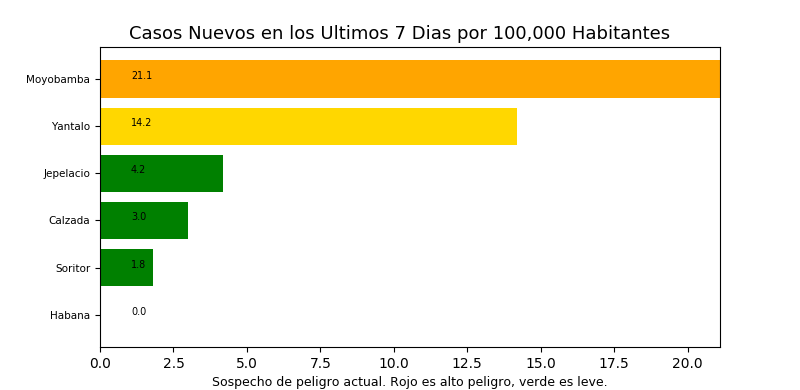 Casos Nuevos en los Ultimos 7 Dias por 100,000 Habitantes
Moyobamba 21.1
Yantalo 14.2
Jepelacio 4.2
Calzada 3.0
Soritor 1.8
Habana 0.0
0.0 2.5 5.0 7.5 10.0 12.5 15.0 17.5 20.0
Sospecho de peligro actual. Rojo es alto peligro, verde es leve.